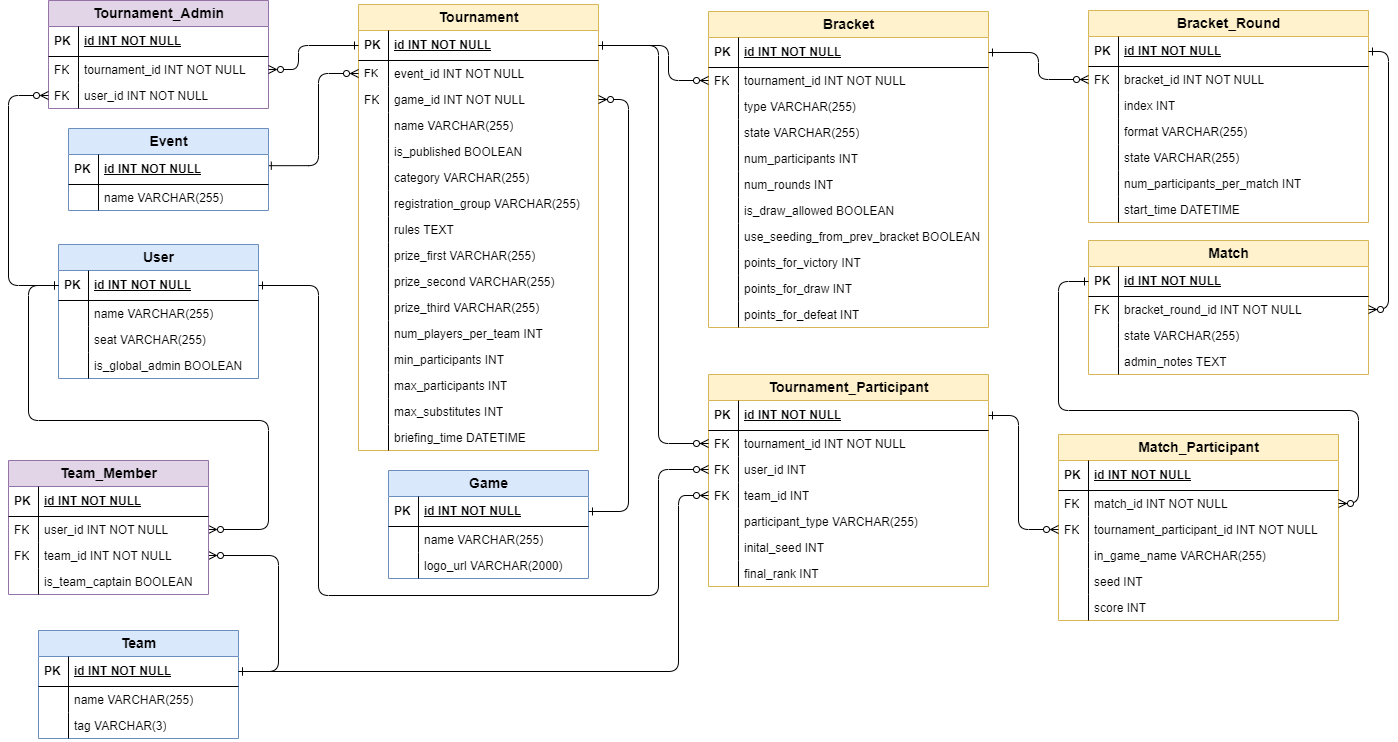 Tournament_Admin
PK id INT NOT NULL
FK tournament_id INT NOT NULL
FK user_id INT NOT NULL
Event
PK id INT NOT NULL
name VARCHAR(255)
User
PK id INT NOT NULL
name VARCHAR(255)
seat VARCHAR(255)
is_global_admin BOOLEAN
Team_Member
PK id INT NOT NULL
FK user_id INT NOT NULL
FK team_id INT NOT NULL
is_team_captain BOOLEAN
Team
PK id INT NOT NULL
name VARCHAR(255)
tag VARCHAR(3)
Tournament
PK id INT NOT NULL
FK event_id INT NOT NULL
FK game_id INT NOT NULL
name VARCHAR(255)
is_published BOOLEAN
category VARCHAR(255)
registration_group VARCHAR(255)
rules TEXT
prize_first VARCHAR(255)
prize_second VARCHAR(255)
prize_third VARCHAR(255)
num_players_per_team INT
min_participants INT
max_participants INT
max_substitutes INT
briefing_time DATETIME
Game
PK id INT NOT NULL
name VARCHAR(255)
logo_url VARCHAR(2000)
Bracket
PK id INT NOT NULL
FK tournament_id INT NOT NULL
type VARCHAR(255)
state VARCHAR(255)
num_participants INT
num_rounds INT
is_draw_allowed BOOLEAN
use_seeding_from_prev_bracket BOOLEAN
points_for_victory INT
points_for_draw INT
points_for_defeat INT
Tournament_Participant
PK id INT NOT NULL
FK tournament_id INT NOT NULL
FK user_id INT
FK team_id INT
participant_type VARCHAR(255)
inital_seed INT
final_rank INT
Bracket_Round
PK id INT NOT NULL
FK bracket_id INT NOT NULL
index INT
format VARCHAR(255)
state VARCHAR(255)
num_participants_per_match INT
start_time DATETIME
Match
PK id INT NOT NULL
FK bracket_round_id INT NOT NULL
state VARCHAR(255)
admin_notes TEXT
Match_Participant
PK id INT NOT NULL
FK match_id INT NOT NULL
FK tournament_participant_id INT NOT NULL
in_game_name VARCHAR(255)
seed INT
score INT